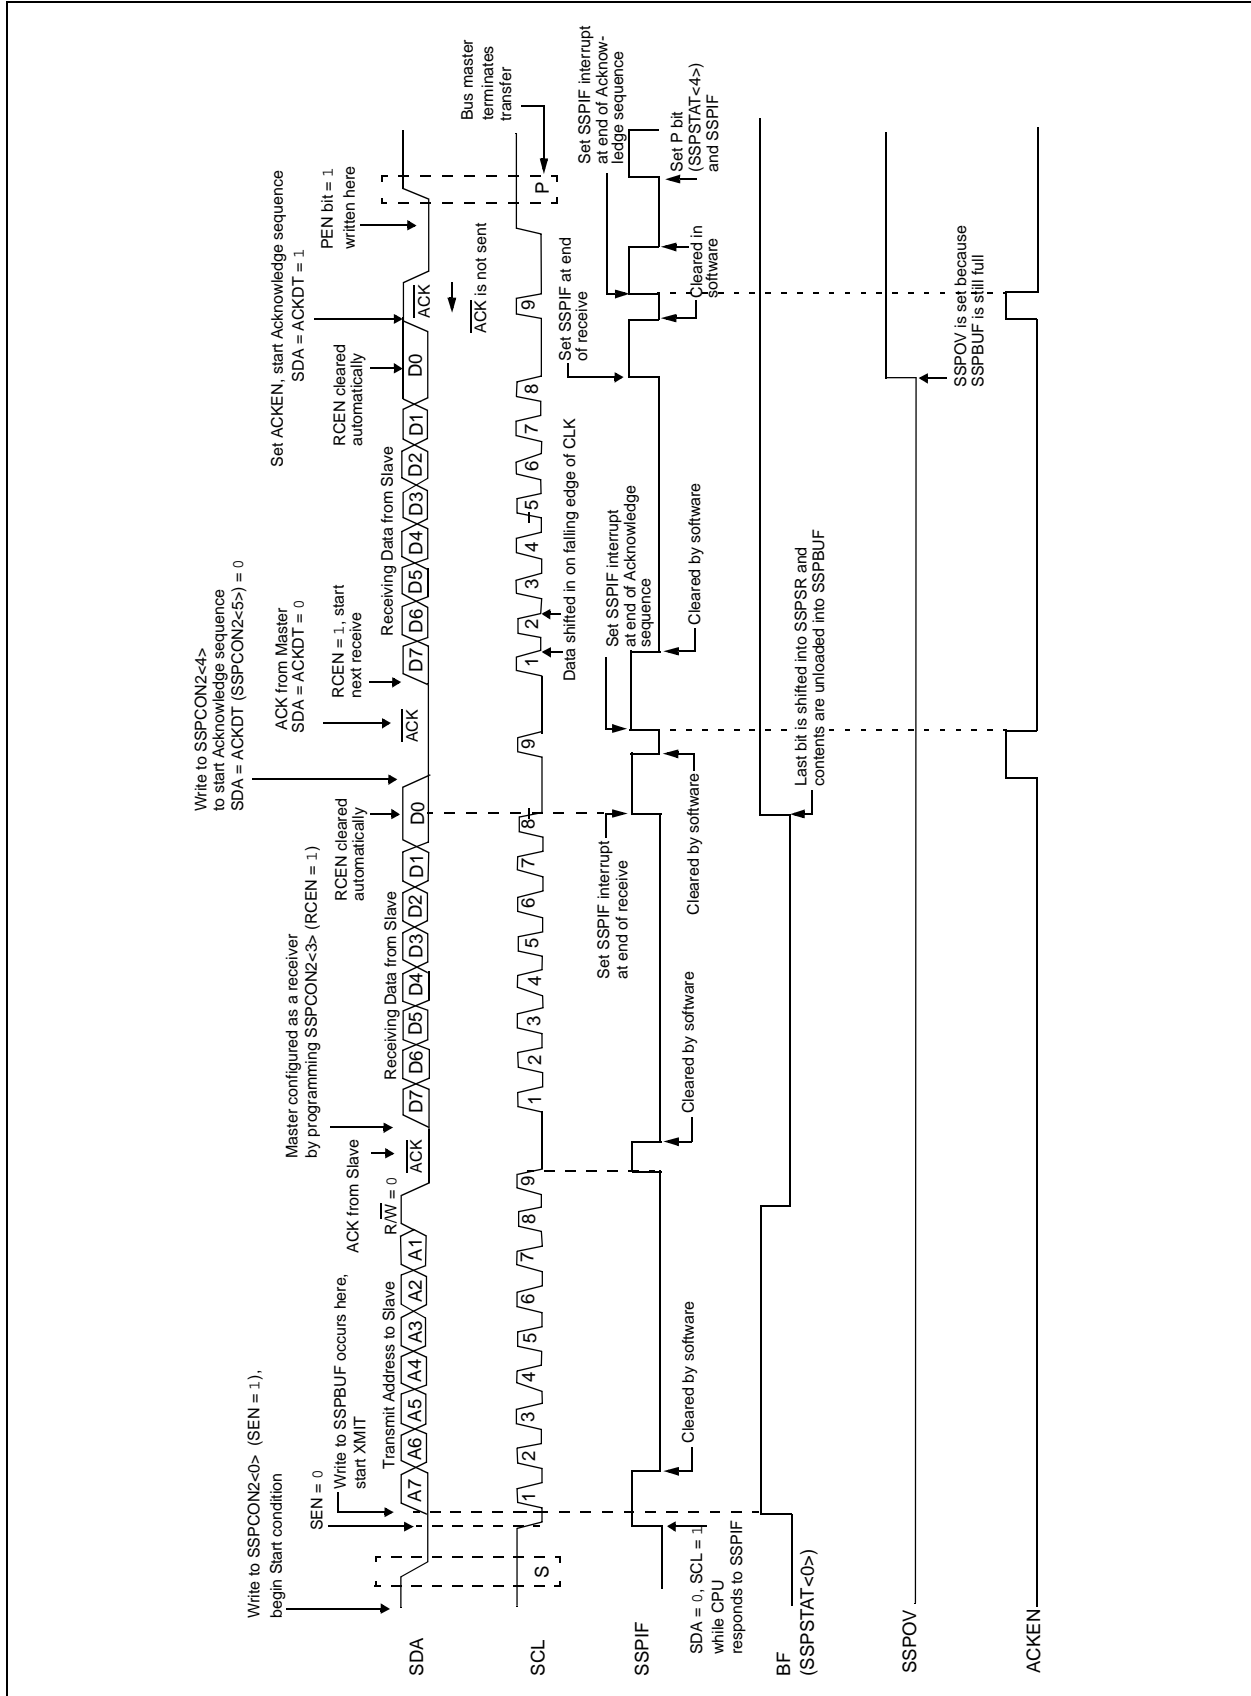 Write to SSPCON2<0> (SEN = 1),
begin Start condition
SEN = 0
Write to SSPBUF occurs here,
start XMIT
Transmit Address to Slave
ACK from Slave
R/W = 0
Master configured as a receiver
by programming SSPCON2<3> (RCEN = 1)
Receiving Data from Slave
RCEN cleared
automatically
Write to SSPCON2<4>
to start Acknowledge sequence
SDA = ACKDT (SSPCON2<5>) = 0
ACK from Master
SDA = ACKDT = 0
RCEN = 1, start
next receive
Receiving Data from Slave
RCEN cleared
automatically
Set ACKEN, start Acknowledge sequence
SDA = ACKDT = 1
PEN bit = 1
written here
SDA
A7 A6 A5 A4 A3 A2 A1
ACK
D7 D6 D5 D4 D3 D2 D1 D0
ACK
D7 D6 D5 D4 D3 D2 D1 D0
ACK
ACK is not sent
Bus master
terminates
transfer
SCL
S
1 2 3 4 5 6 7 8 9
1 2 3 4 5 6 7 8 9
1 2 3 4 5 6 7 8 9
P
Data shifted in on falling edge of CLK
Set SSPIF interrupt
at end of receive
Set SSPIF interrupt
at end of Acknowledge
sequence
Set SSPIF at end
of receive
Set SSPIF interrupt
at end of Acknow-
ledge sequence
SSPIF
SDA = 0, SCL = 1
while CPU
responds to SSPIF
Cleared by software
Cleared by software
Cleared by software
Cleared by software
Cleared in
software
Set P bit
(SSPSTAT<4>)
and SSPIF
BF
(SSPSTAT<0>)
Last bit is shifted into SSPSR and
contents are unloaded into SSPBUF
SSPOV
SSPOV is set because
SSPBUF is still full
ACKEN